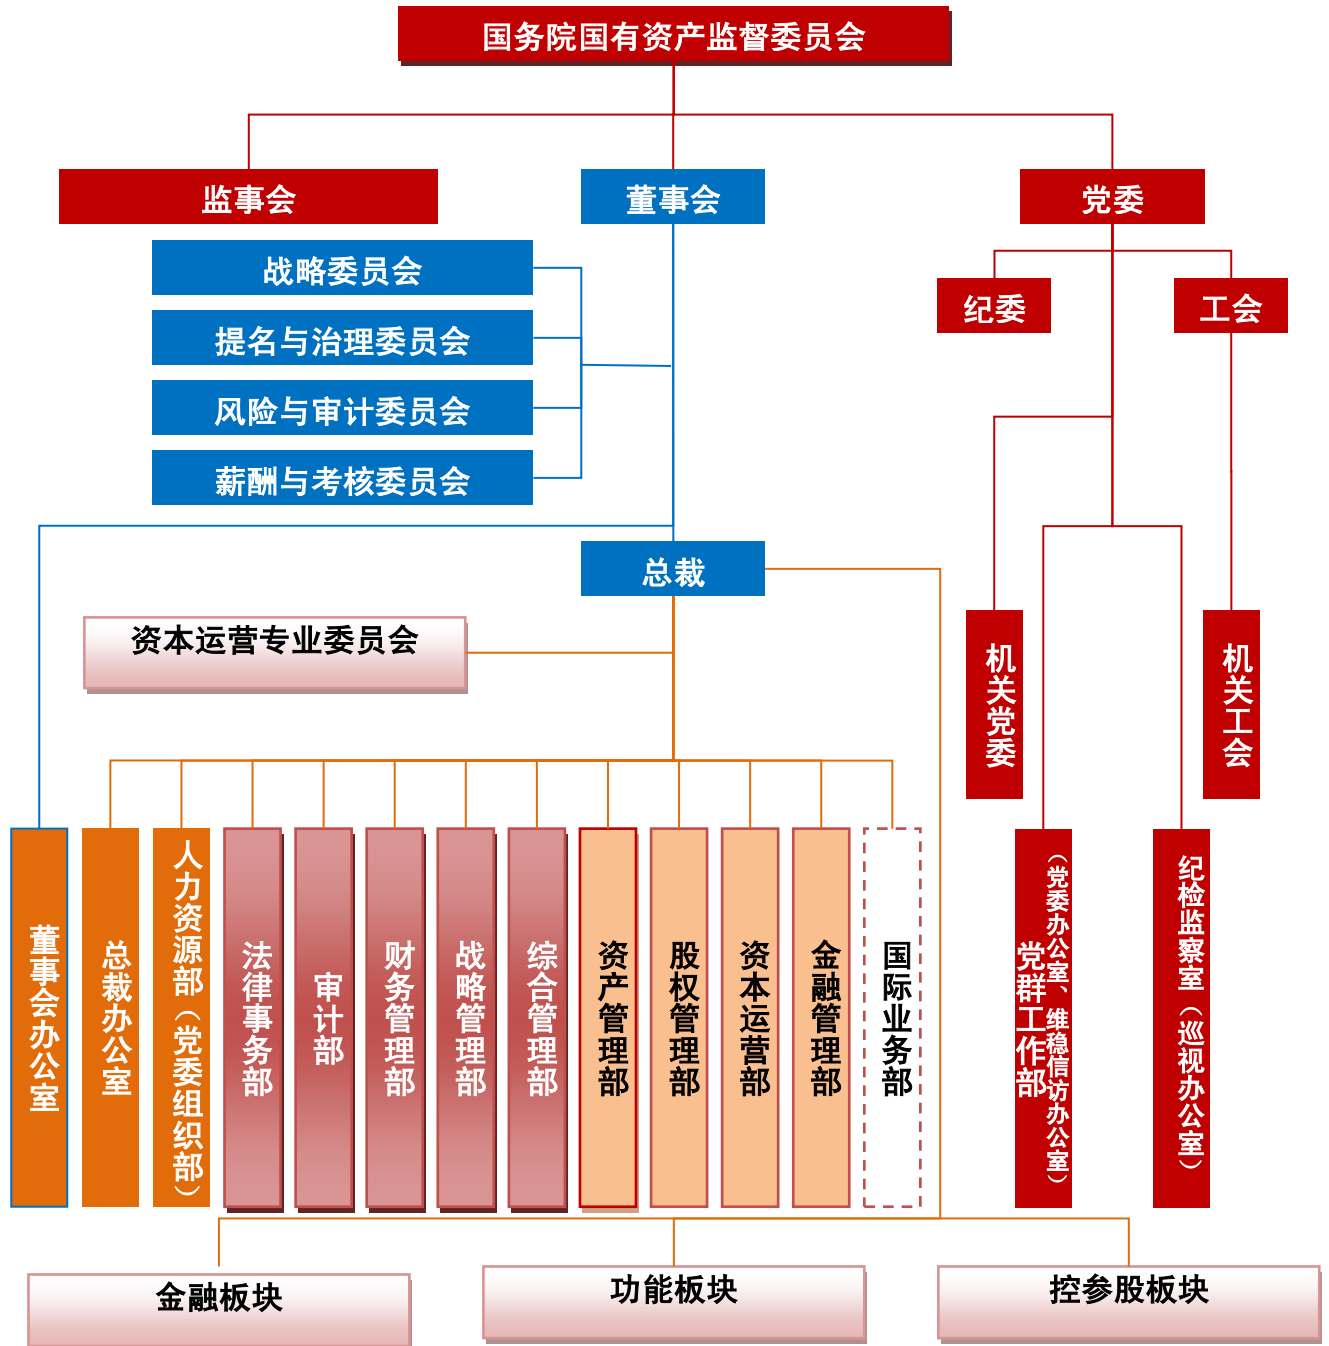 国务院国有资产监督委员会
监事会
董事会
党委
战略委员会
提名与治理委员会
风险与审计委员会
薪酬与考核委员会
纪委
工会
总裁
资本运营专业委员会
机关党委
机关工会
董事会办公室
总裁办公室
人力资源部（党委组织部）
法律事务部
审计部
财务管理部
战略管理部
综合管理部
资产管理部
股权管理部
资本运营部
金融管理部
国际业务部
党群工作部
（党委办公室、维稳信访办公室）
纪检监察室（巡视办公室）
金融板块
功能板块
控参股板块